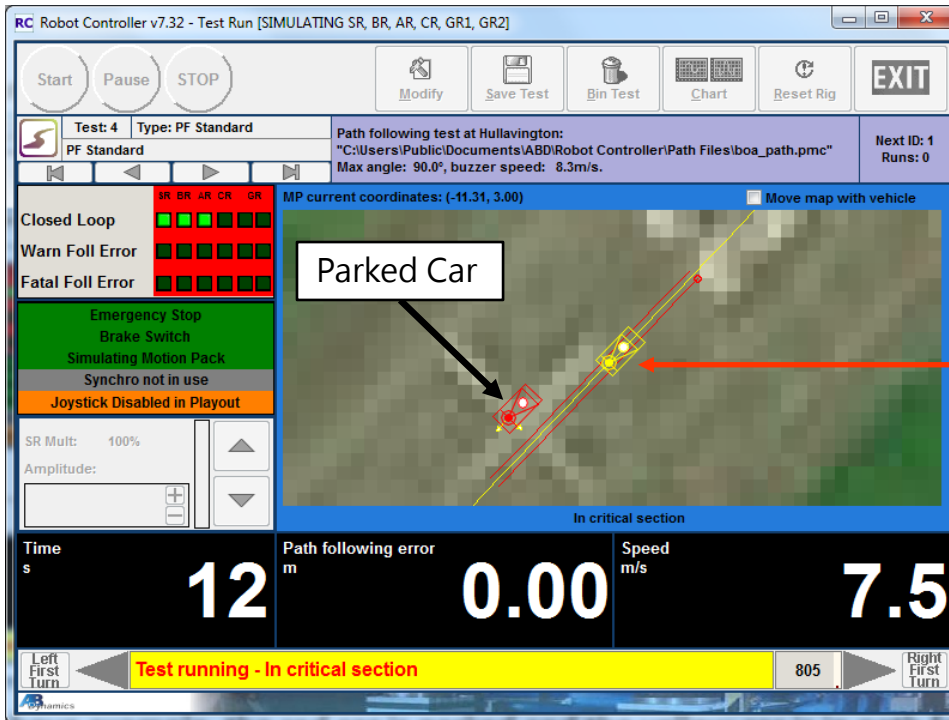 RC Robot Controller v7.32 - Test Run [SIMULATING SR, BR, AR, CR, GR1, GR2]
Start
Pause
STOP
Modify
Save Test
Bin Test
Chart
Reset Rig
EXIT
Test: 4 Type: PF Standard
PF Standard
Path following test at Hullavington:
"C:\Users\Public\Documents\ABD\Robot Controller\Path Files\boa_path.pmc"
Max angle: 90.0º, buzzer speed: 8.3m/s.
Next ID: 1
Runs: 0
SR BR AR CR GR
Closed Loop
Warn Foll Error
Fatal Foll Error
MP current coordinates: (-11.31, 3.00)
Move map with vehicle
Parked Car
In critical section
Emergency Stop
Brake Switch
Simulating Motion Pack
Synchro not in use
Joystick Disabled in Playout
SR Mult: 100%
Amplitude:
Time
s
12
Path following error
m
0.00
Speed
m/s
7.5
Left
First
Turn
Test running - In critical section
805
Right
First
Turn
AB Dynamics